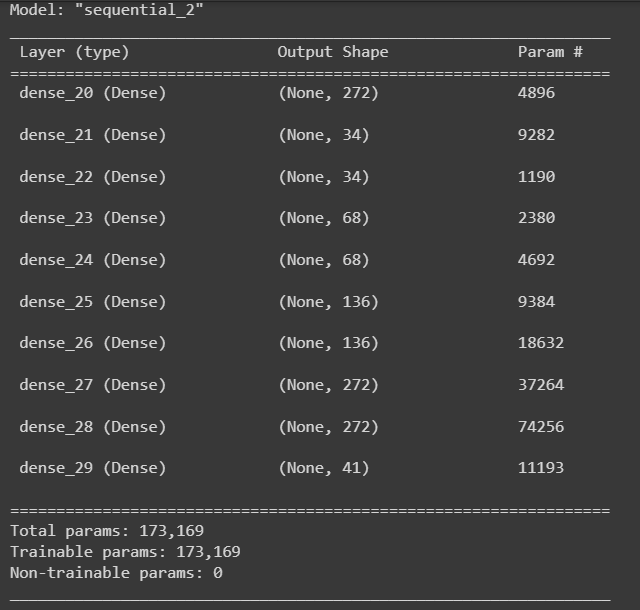 Model: "sequential_2"
Layer (type) Output Shape Param #
dense_20 (Dense) (None, 272) 4896
dense_21 (Dense) (None, 34) 9282
dense_22 (Dense) (None, 34) 1190
dense_23 (Dense) (None, 68) 2380
dense_24 (Dense) (None, 68) 4692
dense_25 (Dense) (None, 136) 9384
dense_26 (Dense) (None, 136) 18632
dense_27 (Dense) (None, 272) 37264
dense_28 (Dense) (None, 272) 74256
dense_29 (Dense) (None, 41) 11193
Total params: 173,169
Trainable params: 173,169
Non-trainable params: 0